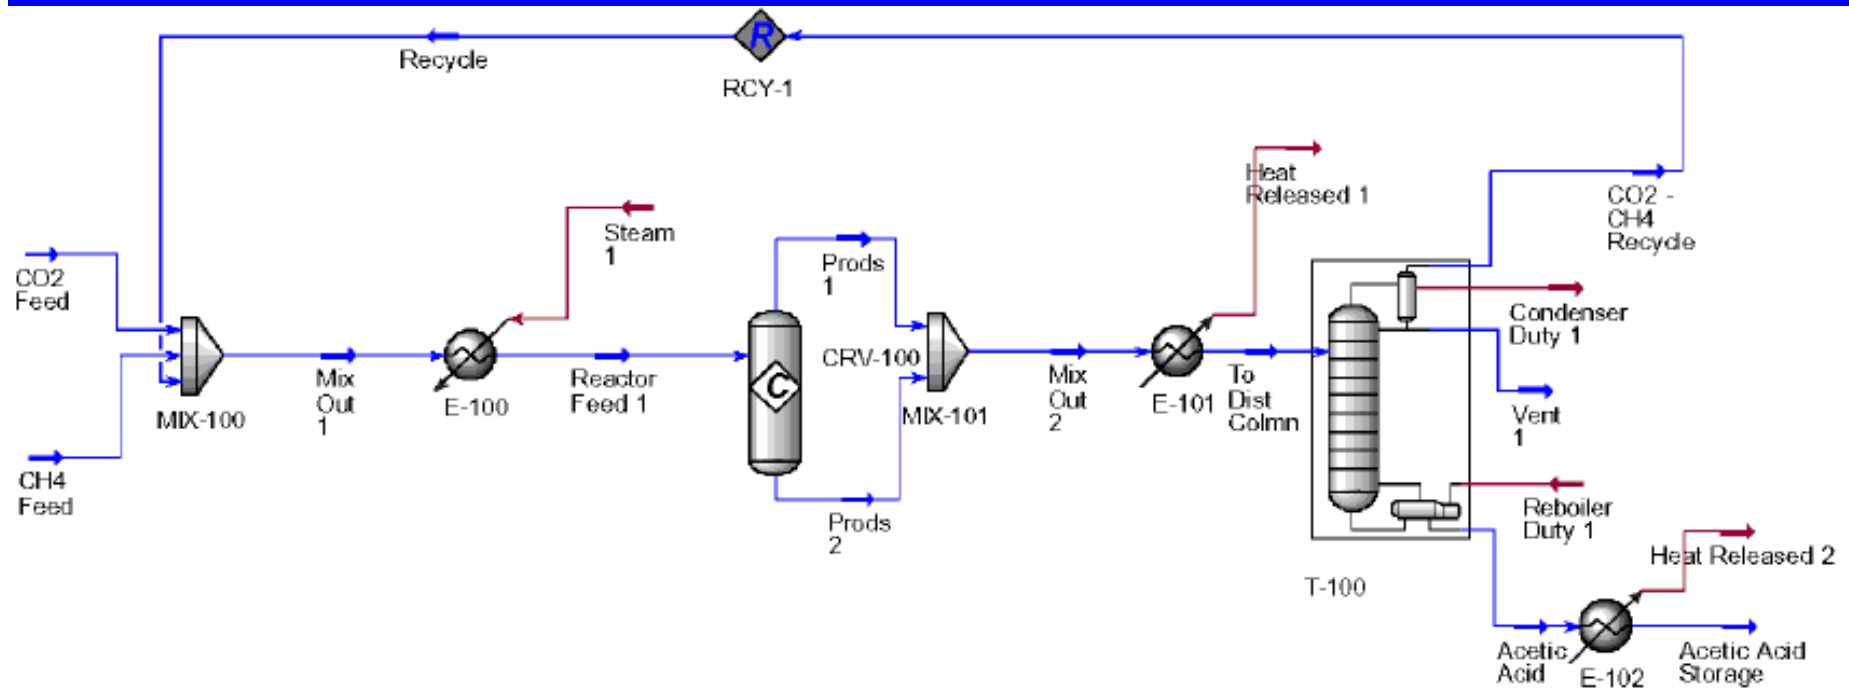 Recycle
R
RCY-1
Heat
Released 1
CO2 -
CH4
Recycle
Steam
1
CO2
Feed
Prods
1
Condenser
Duty 1
Mix
Out
1
Reactor
Feed 1
CRV-100
C
Mix
Out
2
To
Dist
Colmn
E-100
E-101
MIX-100
MIX-101
Vent
1
CH4
Feed
Prods
2
Reboiler
Duty 1
Heat Released 2
T-100
Acetic
Acid
E-102
Acetic Acid
Storage